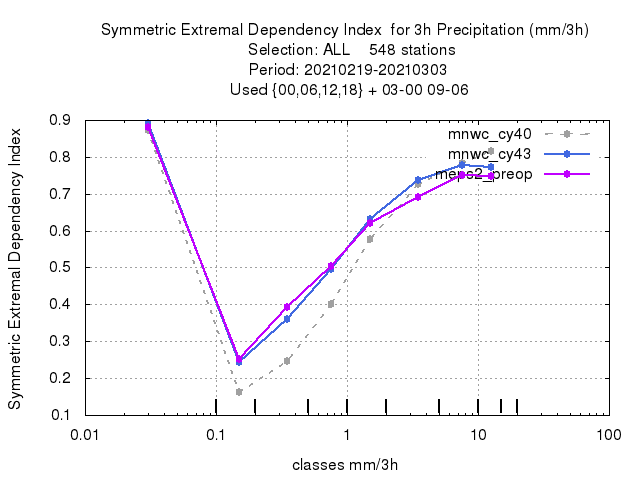 Symmetric Extremal Dependency Index for 3h Precipitation (mm/3h)
Selection: ALL 548 stations
Period: 20210219-20210303
Used {00,06,12,18} + 03-00 09-06
Symmetric Extremal Dependency Index
0.9
0.8
0.7
0.6
0.5
0.4
0.3
0.2
0.1
mnwc_cy40
mnwc_cy43
meps2_preop
0.01 0.1 1 10 100
classes mm/3h